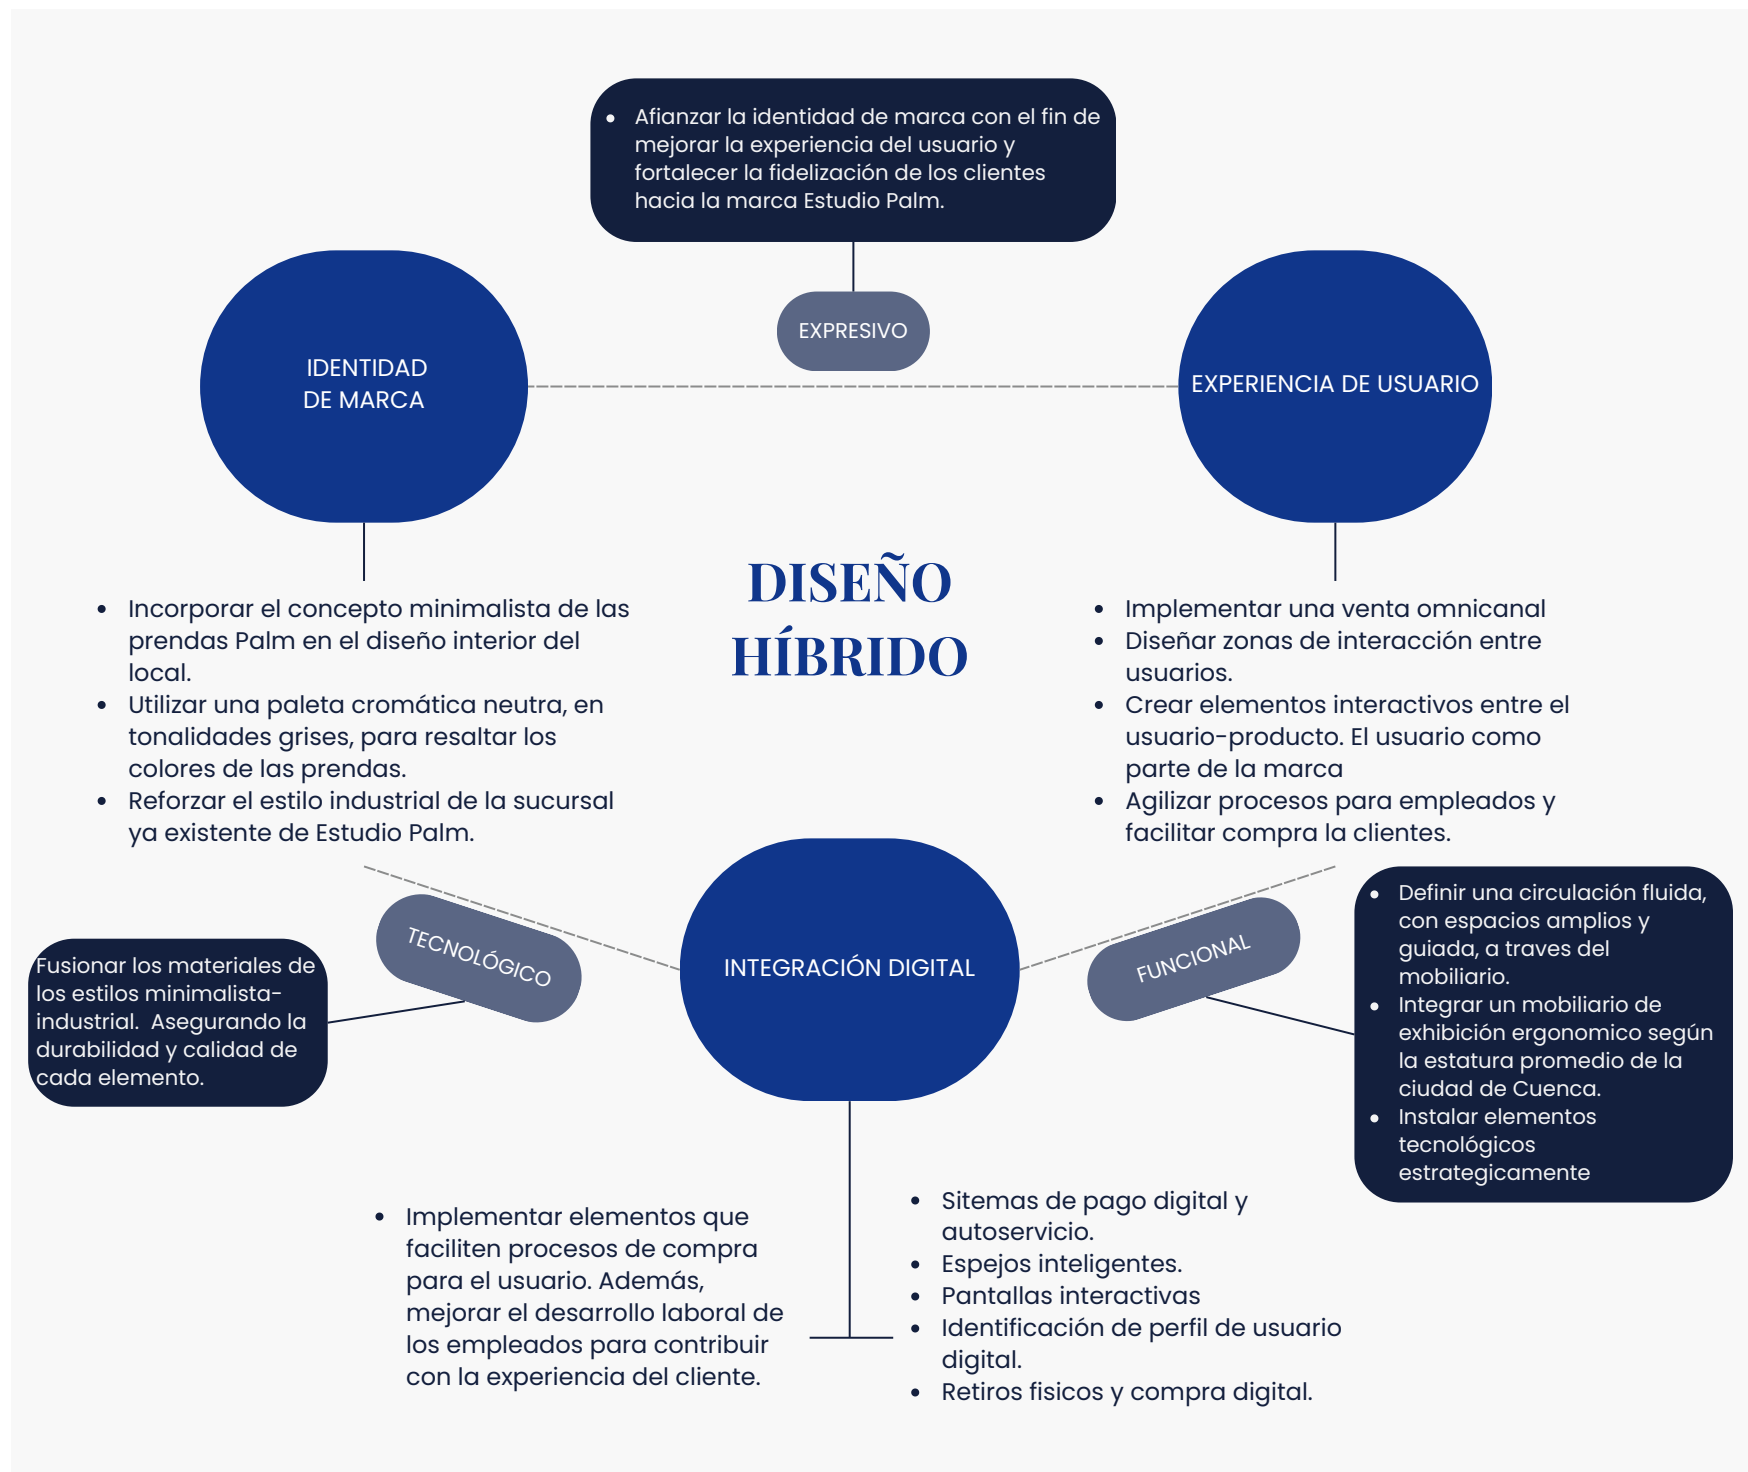 • Afianzar la identidad de marca con el fin de
mejorar la experiencia del usuario y
fortalecer la fidelización de los clientes
hacia la marca Estudio Palm.
EXPRESIVO
IDENTIDAD
DE MARCA
EXPERIENCIA DE USUARIO
DISEÑO
HÍBRIDO
• Incorporar el concepto minimalista de las
prendas Palm en el diseño interior del
local.
• Utilizar una paleta cromática neutra, en
tonalidades grises, para resaltar los
colores de las prendas.
• Reforzar el estilo industrial de la sucursal
ya existente de Estudio Palm.
• Implementar una venta omnicanal
• Diseñar zonas de interacción entre
usuarios.
• Crear elementos interactivos entre el
usuario-producto. El usuario como
parte de la marca
• Agilizar procesos para empleados y
facilitar compra la clientes.
TECNOLÓGICO
INTEGRACIÓN DIGITAL
FUNCIONAL
Fusionar los materiales de
los estilos minimalista-
industrial. Asegurando la
durabilidad y calidad de
cada elemento.
• Definir una circulación fluida,
con espacios amplios y
guiada, a traves del
mobiliario.
• Integrar un mobiliario de
exhibición ergonomico según
la estatura promedio de la
ciudad de Cuenca.
• Instalar elementos
tecnológicos
estrategicamente
• Implementar elementos que
faciliten procesos de compra
para el usuario. Además,
mejorar el desarrollo laboral de
los empleados para contribuir
con la experiencia del cliente.
• Sitemas de pago digital y
autoservicio.
• Espejos inteligentes.
• Pantallas interactivas
• Identificación de perfil de usuario
digital.
• Retiros fisicos y compra digital.